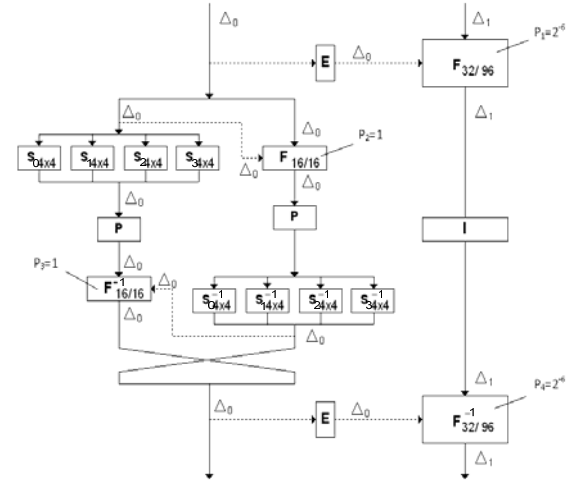 Δ0 Δ1 P1=2-6
E Δ0 F32/96
Δ1
Δ0 Δ0 P2=1
S04x4 S14x4 S24x4 S34x4 Δ0 F16/16
Δ0 Δ0
P P I
P3=1 Δ0 Δ0
F-116/16 S-104x4 S-114x4 S-124x4 S-134x4
Δ0 Δ0
Δ1 P4=2-6
Δ0 E Δ0 F-132/96
Δ1